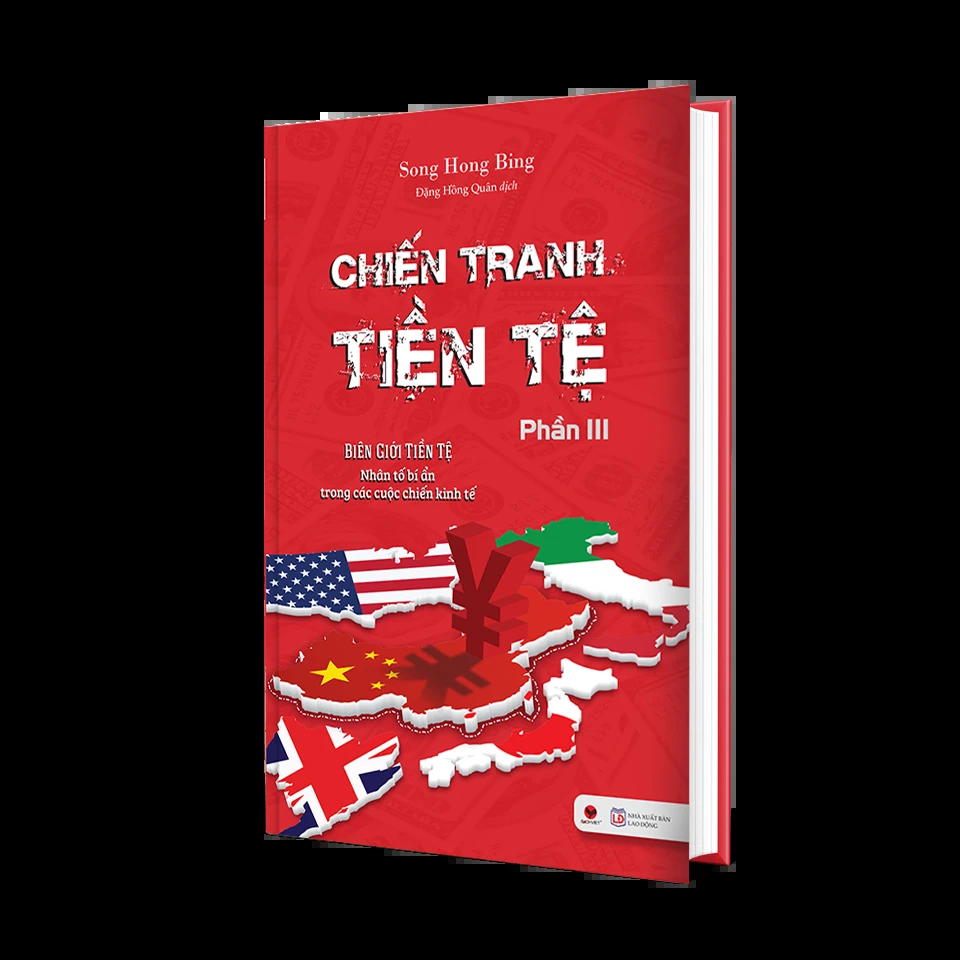 Song Hong Bing
Đặng Hồng Quân dịch
CHIẾN TRANH
TIỀN TỆ
Phần III
BIÊN GIỚI TIỀN TỆ
Nhân tố bí ẩn
trong các cuộc chiến kinh tế
NHÀ XUẤT BẢN
LAO ĐỘNG